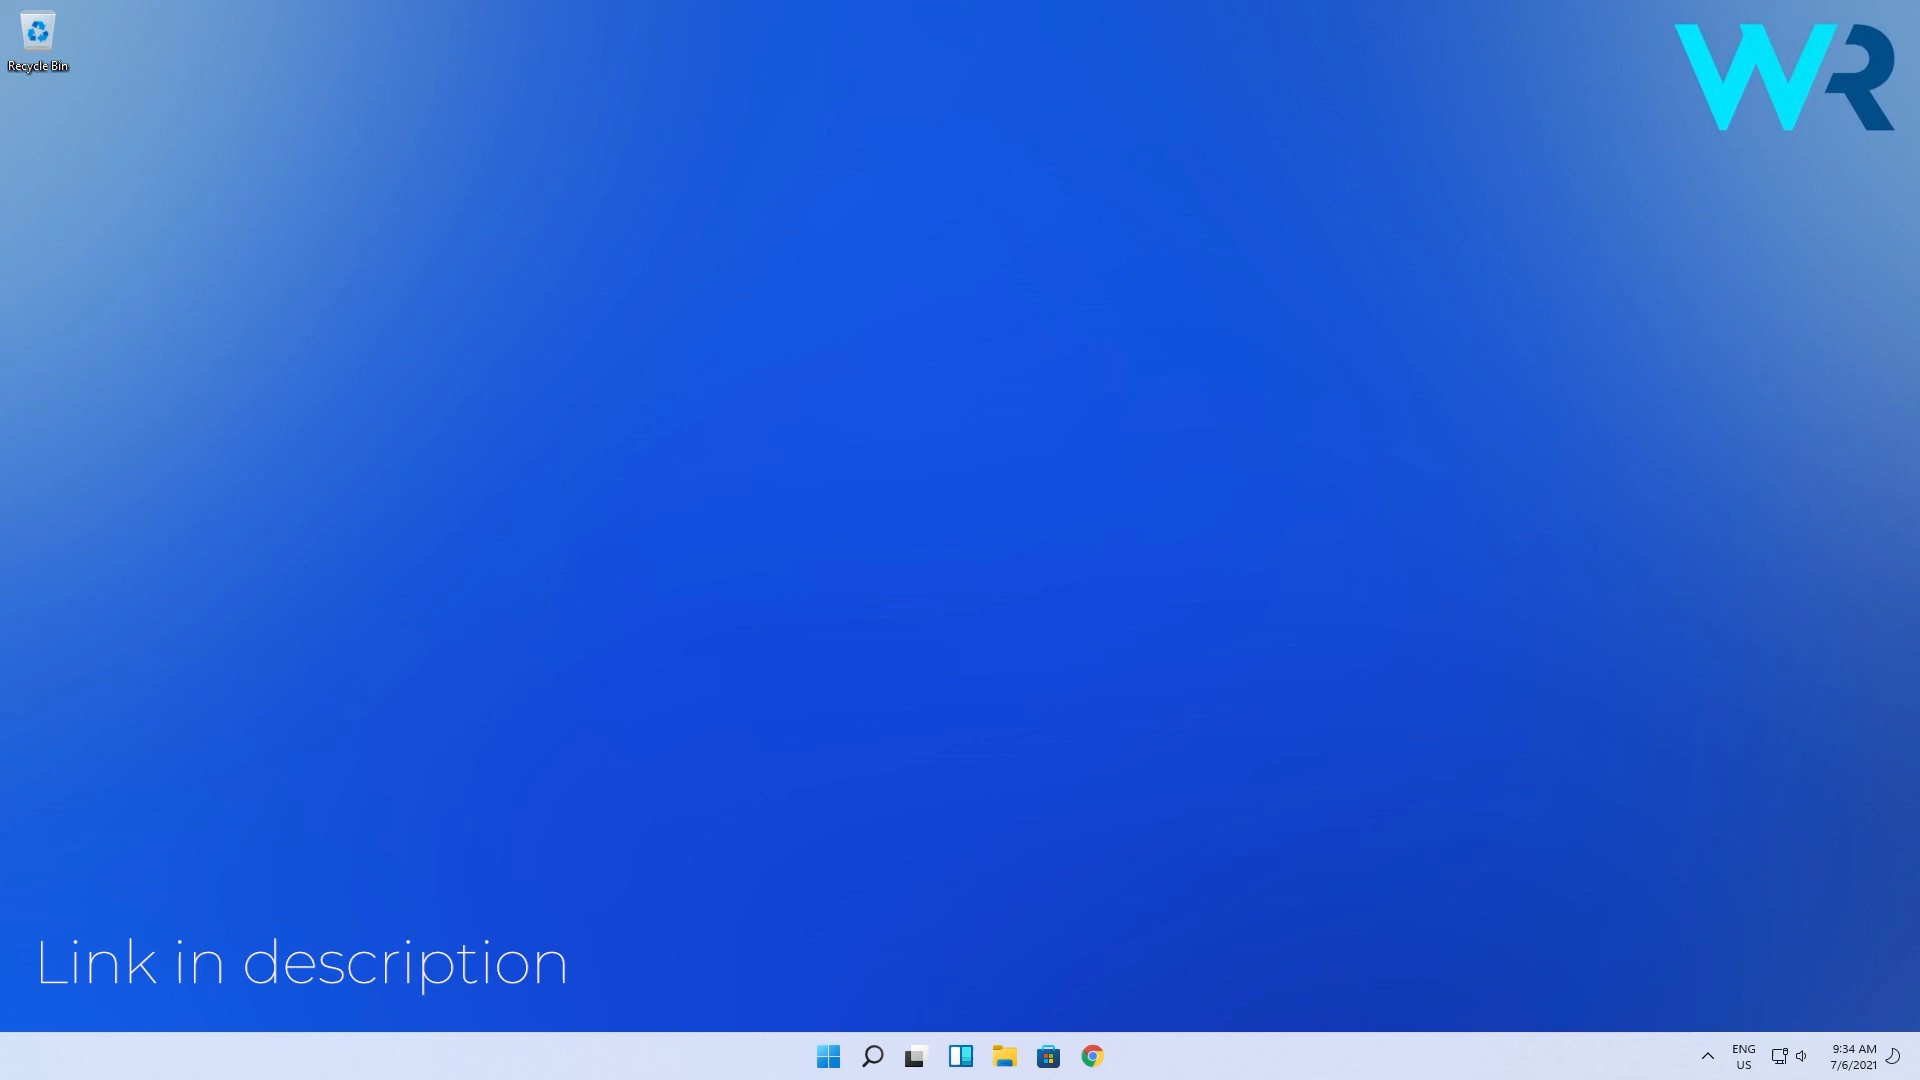 Recycle Bin
WR
Link in description
ENG
US
9:34 AM
7/6/2021